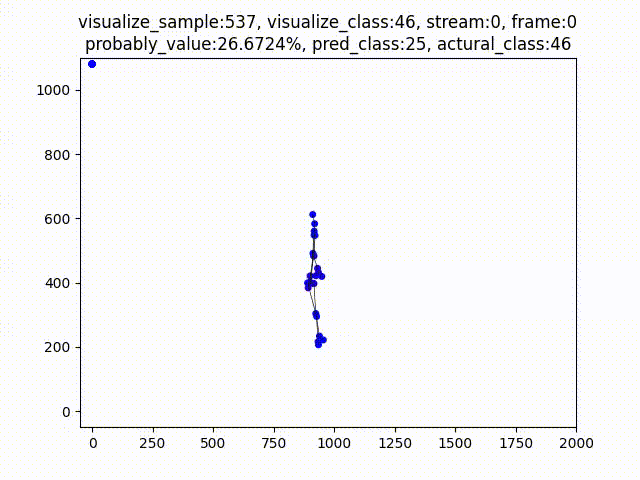 visualize_sample:537, visualize_class:46, stream:0, frame:0
probably_value:26.6724%, pred_class:25, actural_class:46
1000
800
600
400
200
0
0 250 500 750 1000 1250 1500 1750 2000